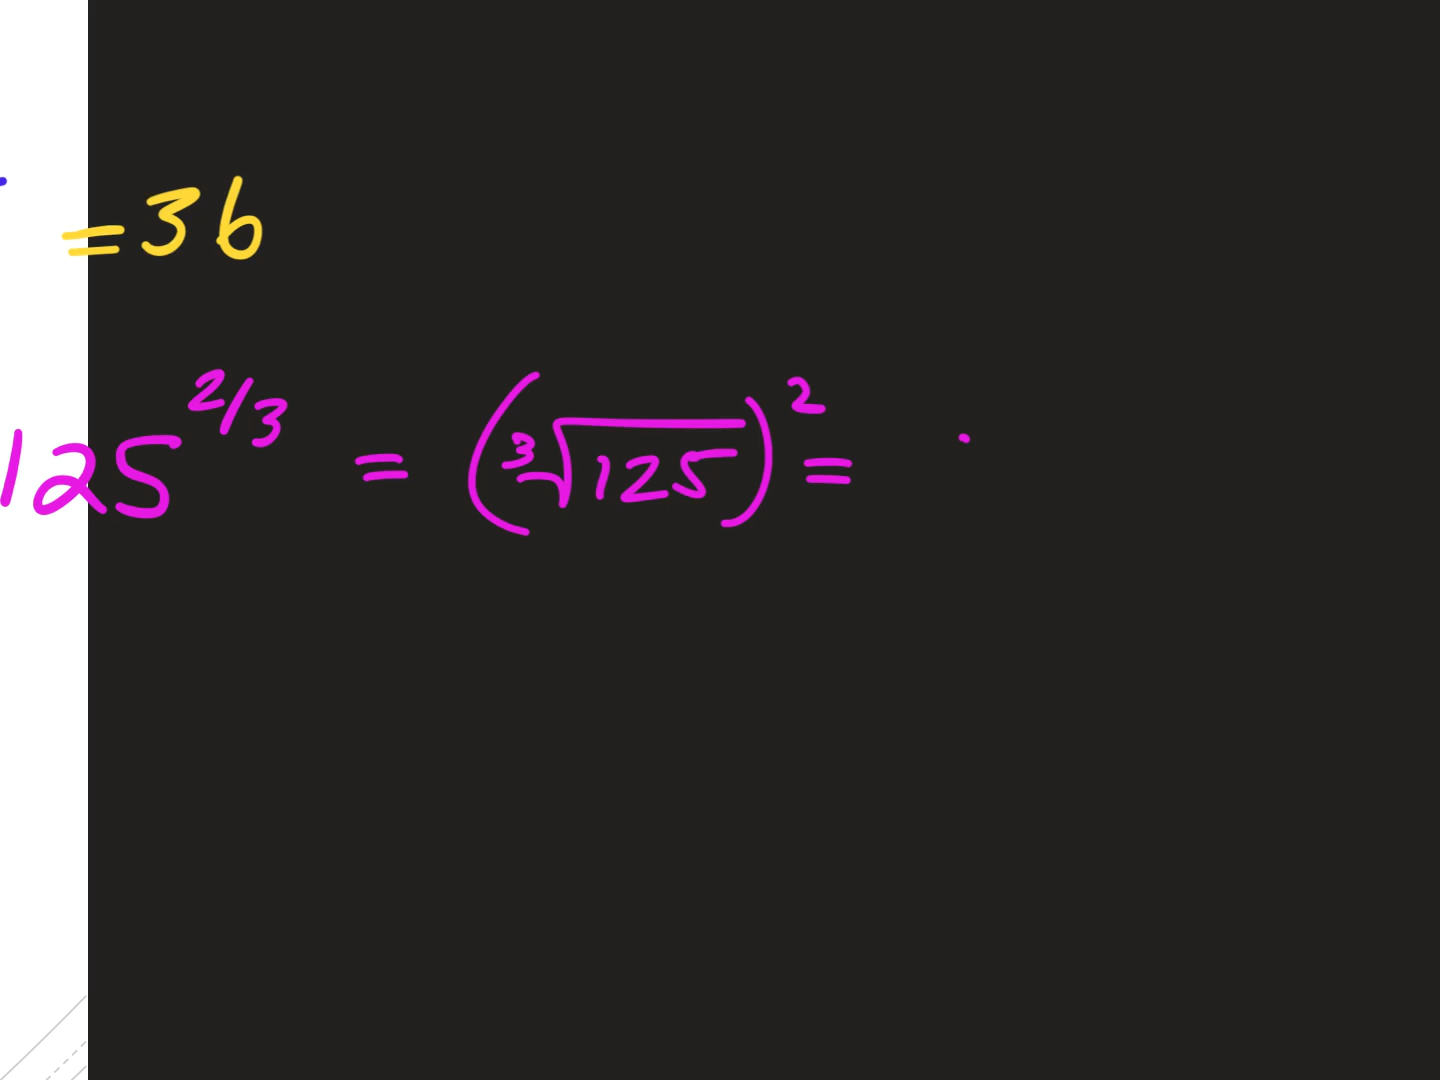 =36
125^{2/3} = (∛125)^2 =